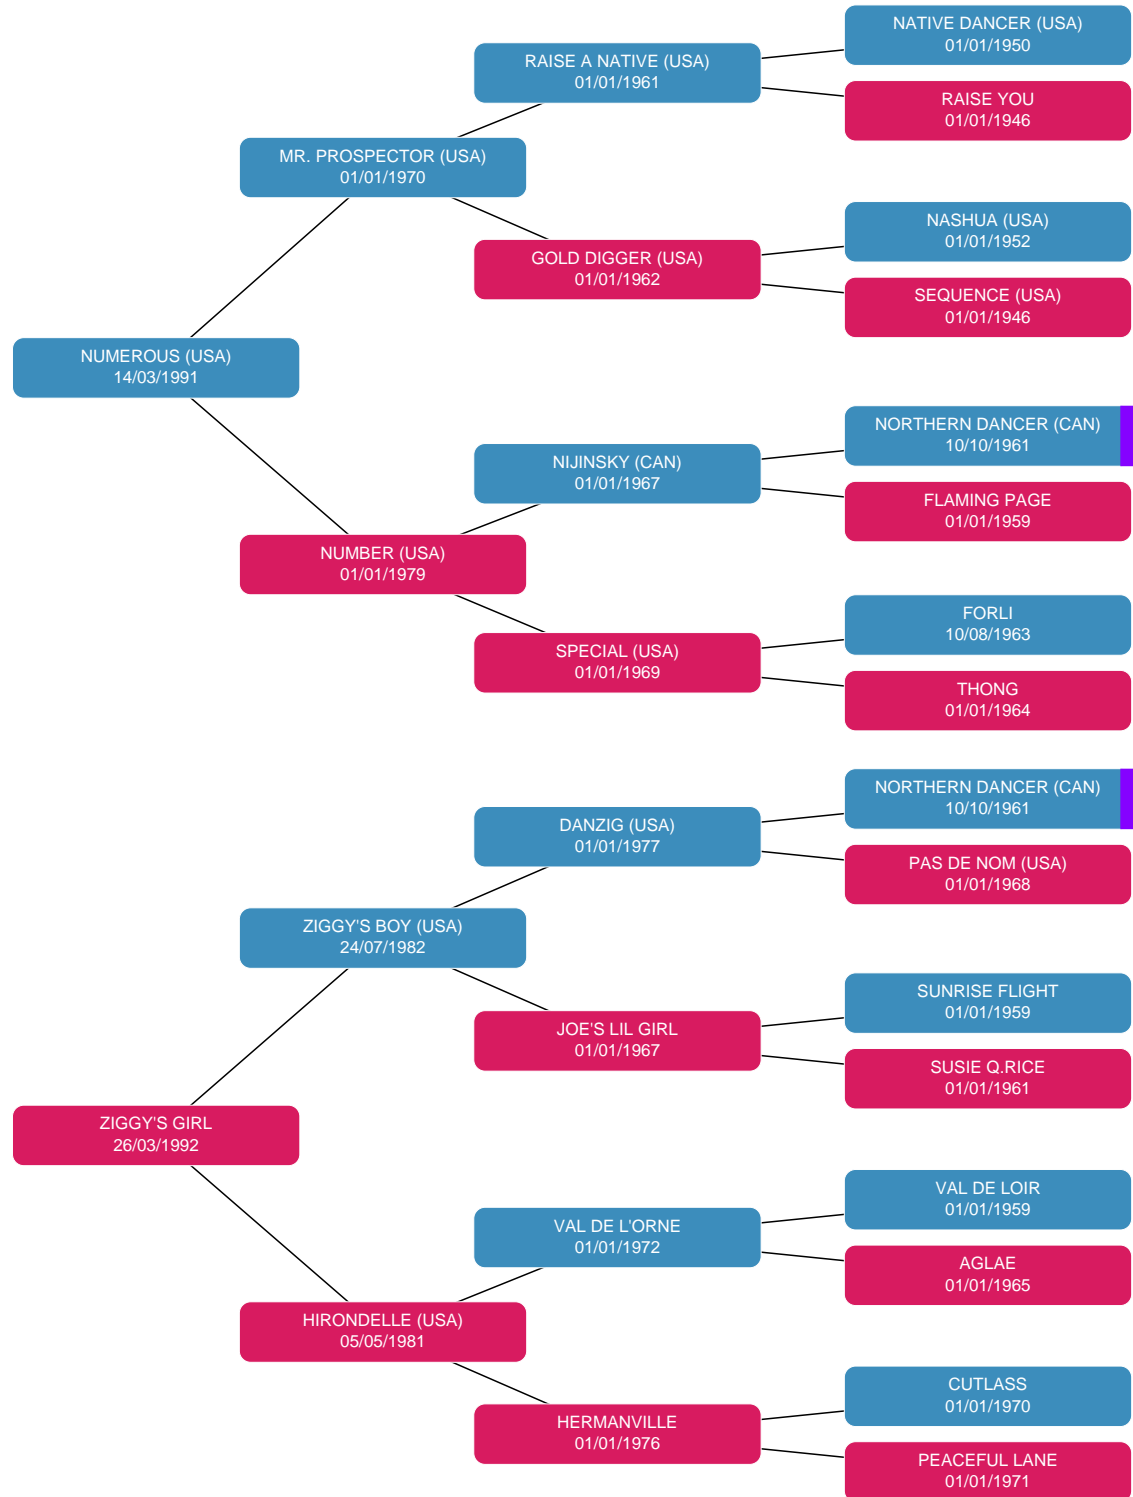 NATIVE DANCER (USA)
01/01/1950
RAISE A NATIVE (USA)
01/01/1961
RAISE YOU
01/01/1946
MR. PROSPECTOR (USA)
01/01/1970
NASHUA (USA)
01/01/1952
GOLD DIGGER (USA)
01/01/1962
SEQUENCE (USA)
01/01/1946
NUMEROUS (USA)
14/03/1991
NORTHERN DANCER (CAN)
10/10/1961
NIJINSKY (CAN)
01/01/1967
FLAMING PAGE
01/01/1959
NUMBER (USA)
01/01/1979
FORLI
10/08/1963
SPECIAL (USA)
01/01/1969
THONG
01/01/1964
NORTHERN DANCER (CAN)
10/10/1961
DANZIG (USA)
01/01/1977
PAS DE NOM (USA)
01/01/1968
ZIGGY'S BOY (USA)
24/07/1982
SUNRISE FLIGHT
01/01/1959
JOE'S LIL GIRL
01/01/1967
SUSIE Q.RICE
01/01/1961
ZIGGY'S GIRL
26/03/1992
VAL DE LOIR
01/01/1959
VAL DE L'ORNE
01/01/1972
AGLAE
01/01/1965
HIRONDELLE (USA)
05/05/1981
CUTLASS
01/01/1970
HERMANVILLE
01/01/1976
PEACEFUL LANE
01/01/1971